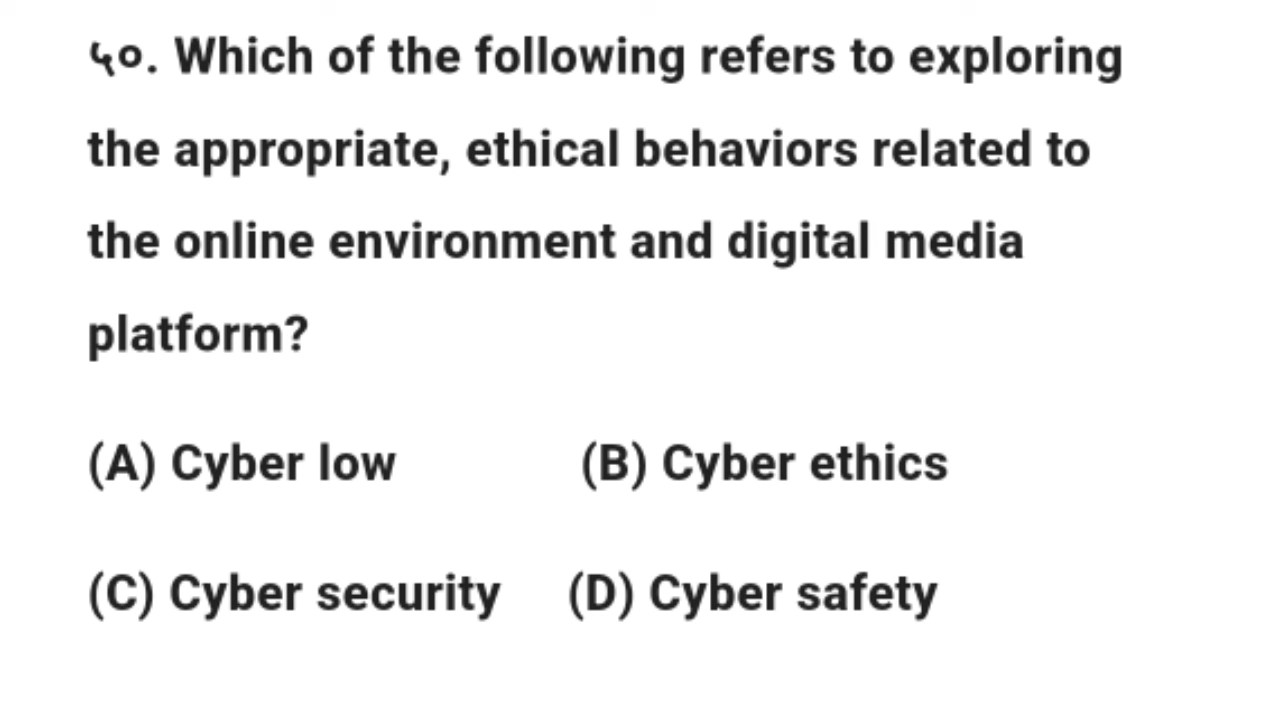 ५०. Which of the following refers to exploring
the appropriate, ethical behaviors related to
the online environment and digital media
platform?
(A) Cyber low (B) Cyber ethics
(C) Cyber security (D) Cyber safety